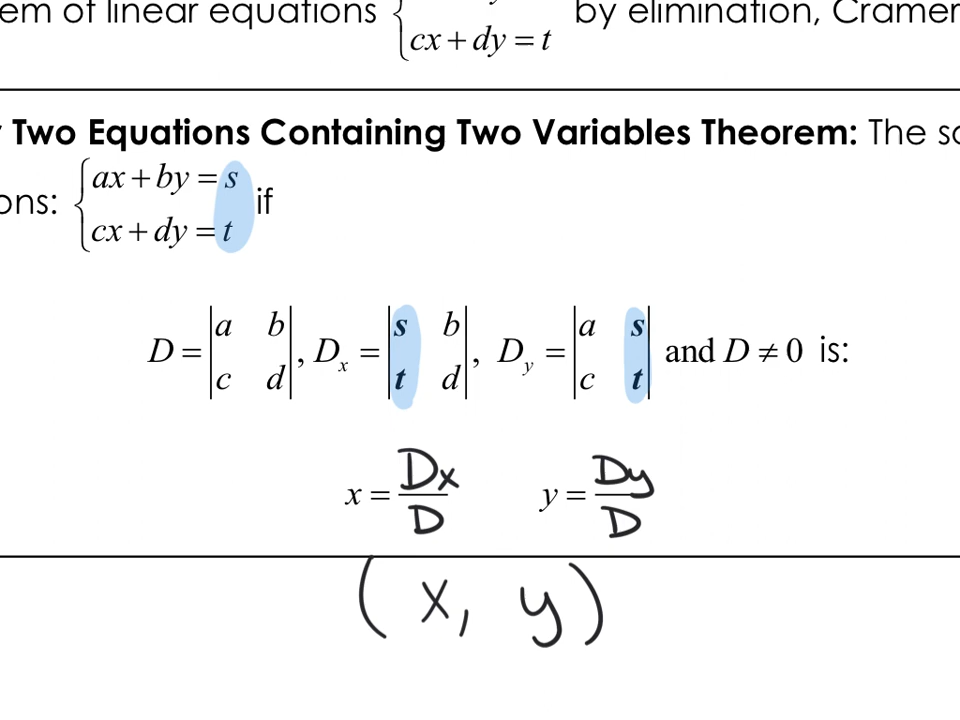 em of linear equations { cx + dy = t by elimination, Cramer
Two Equations Containing Two Variables Theorem: The so
ons: { ax + by = s
cx + dy = t if
D = | a b
c d | , Dx = | s b
t d | , Dy = | a s
c t | and D ≠ 0 is:
x = Dx/D y = Dy/D
( x, y )